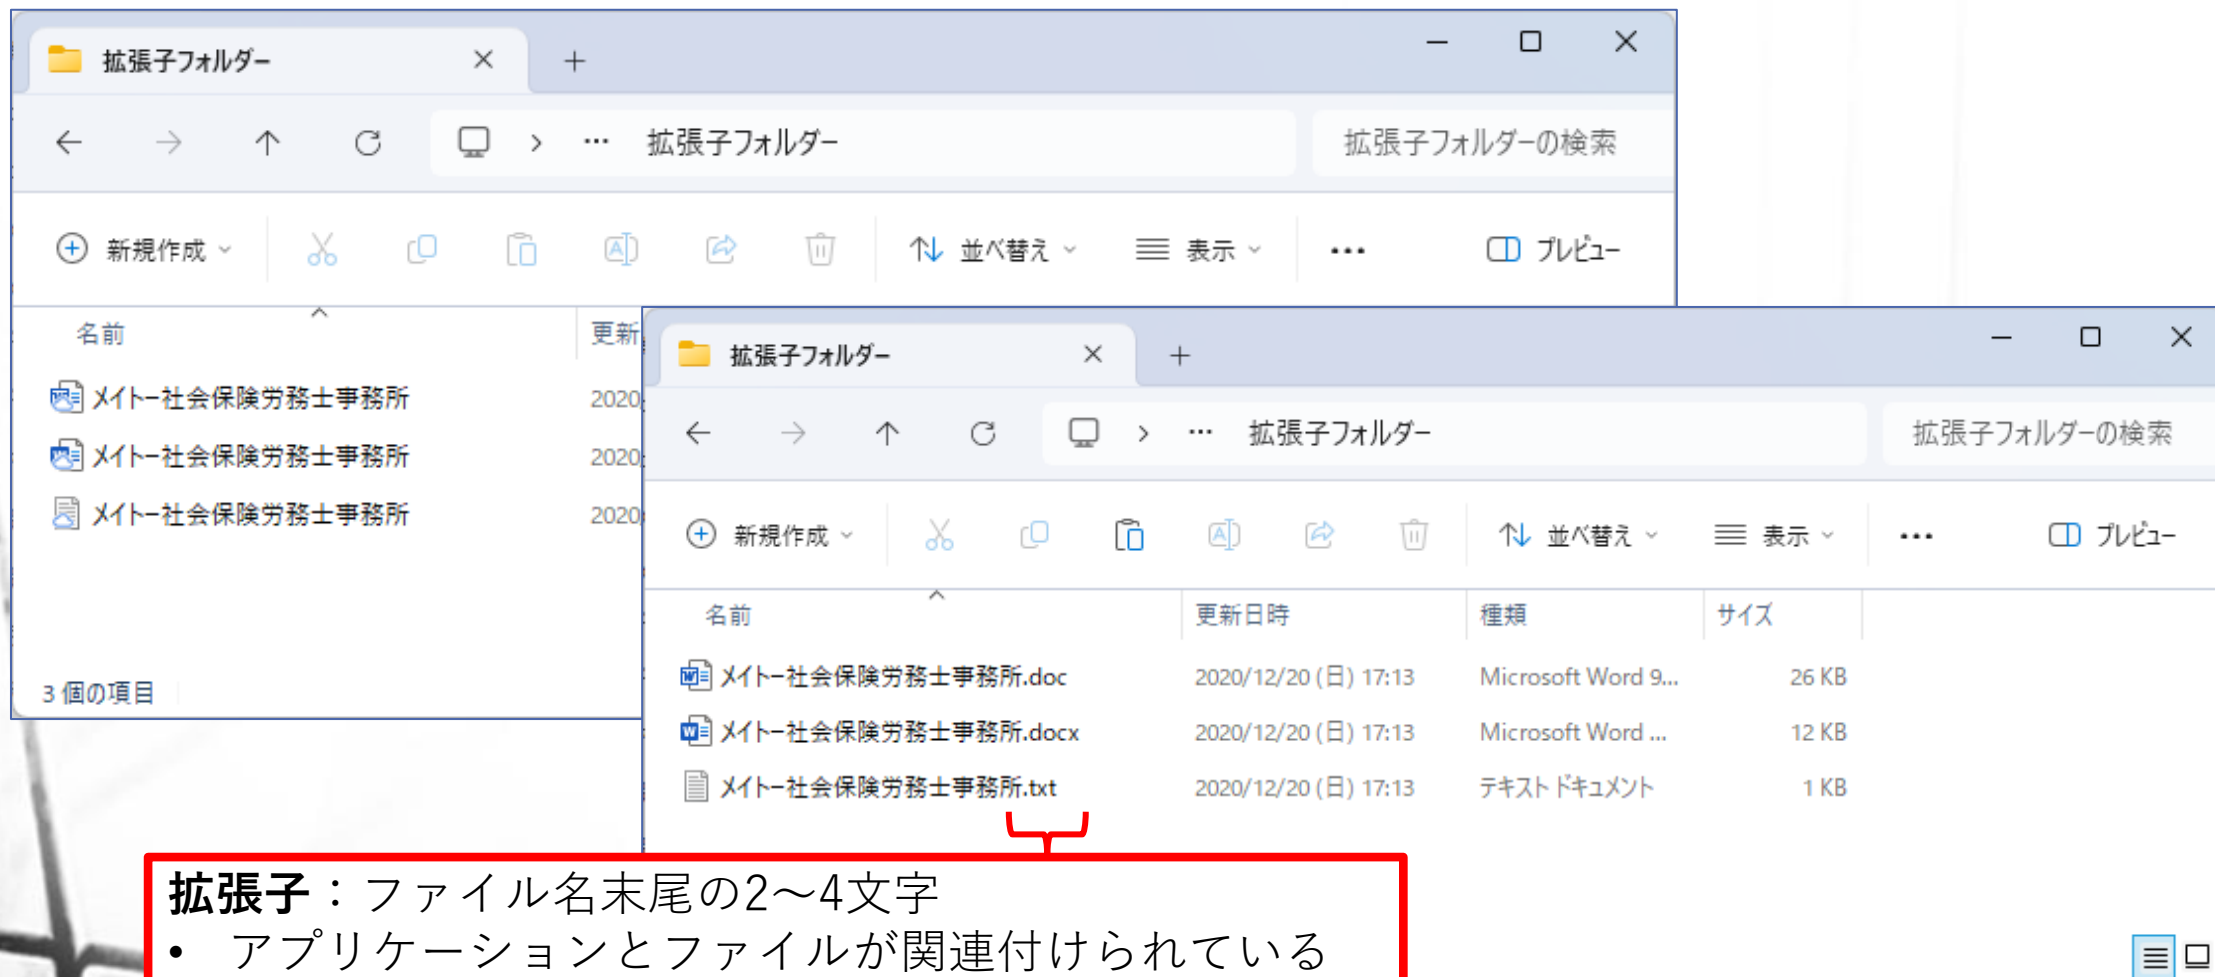 拡張子フォルダー
… 拡張子フォルダー
拡張子フォルダーの検索
新規作成
並べ替え
表示
…
プレビュー
名前
更新
メイトー社会保険労務士事務所
2020
メイトー社会保険労務士事務所
2020
メイトー社会保険労務士事務所
2020
3 個の項目
拡張子フォルダー
… 拡張子フォルダー
拡張子フォルダーの検索
新規作成
並べ替え
表示
…
プレビュー
名前 更新日時 種類 サイズ
メイトー社会保険労務士事務所.doc 2020/12/20 (日) 17:13 Microsoft Word 9... 26 KB
メイトー社会保険労務士事務所.docx 2020/12/20 (日) 17:13 Microsoft Word ... 12 KB
メイトー社会保険労務士事務所.txt 2020/12/20 (日) 17:13 テキスト ドキュメント 1 KB
拡張子：ファイル名末尾の2～4文字
• アプリケーションとファイルが関連付けられている